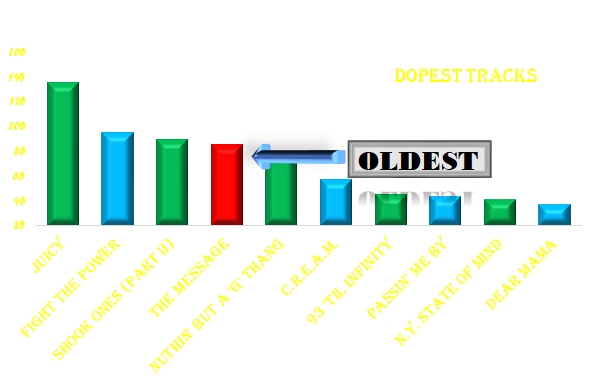 DOPEST TRACKS
160
140
120
100
80
60
40
20
OLDEST
JUICY
FIGHT THE POWER
SHOOK ONES (PART II)
THE MESSAGE
NUTHIN' BUT A 'G' THANG
C.R.E.A.M.
93 'TIL INFINITY
PASSIN' ME BY
N.Y. STATE OF MIND
DEAR MAMA